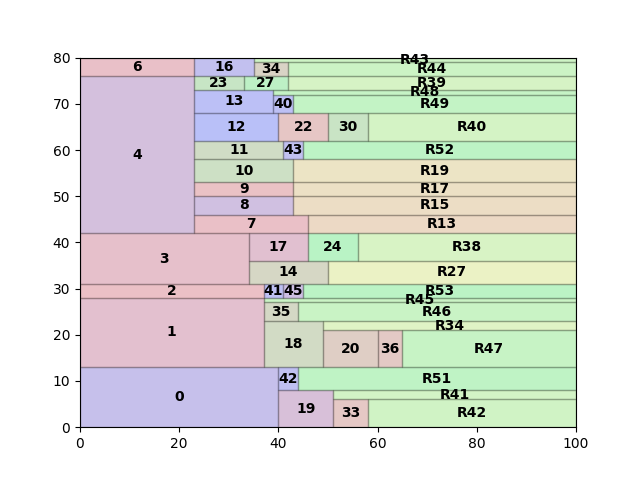 80
R43
6 16 34 R44
23 27 R39
R48
70
13 40 R49
12 22 30 R40
60
11 43 R52
4
10 R19
50
9 R17
8 R15
7 R13
40
17 24 R38
3
14 R27
30
2 41 45 R53
R45
35 R46
R34
20
1 18 20 36 R47
10
42 R51
0
R41
19 33 R42
0
0 20 40 60 80 100